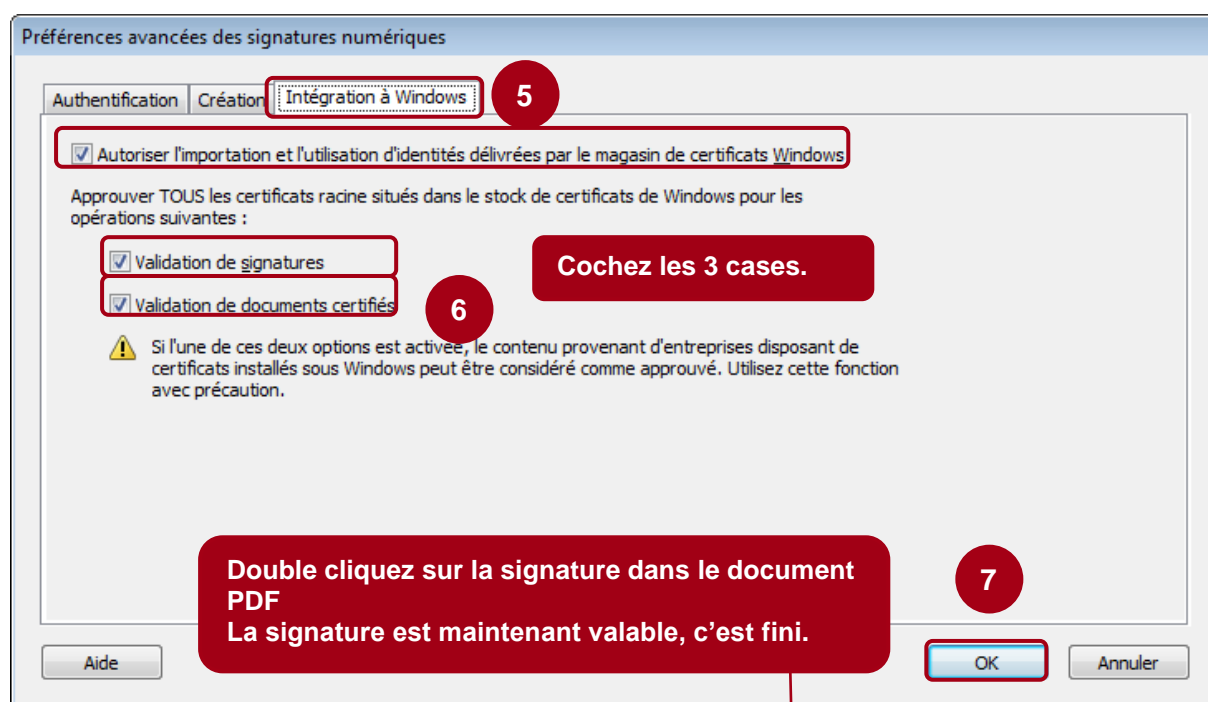 Préférences avancées des signatures numériques
Authentification Création Intégration à Windows 5
Autoriser l'importation et l'utilisation d'identités délivrées par le magasin de certificats Windows
Approuver TOUS les certificats racine situés dans le stock de certificats de Windows pour les
opérations suivantes :
Validation de signatures
Cochez les 3 cases.
Validation de documents certifiés
6
Si l'une de ces deux options est activée, le contenu provenant d'entreprises disposant de
certificats installés sous Windows peut être considéré comme approuvé. Utilisez cette fonction
avec précaution.
Double cliquez sur la signature dans le document
PDF
La signature est maintenant valable, c'est fini.
7
Aide OK Annuler